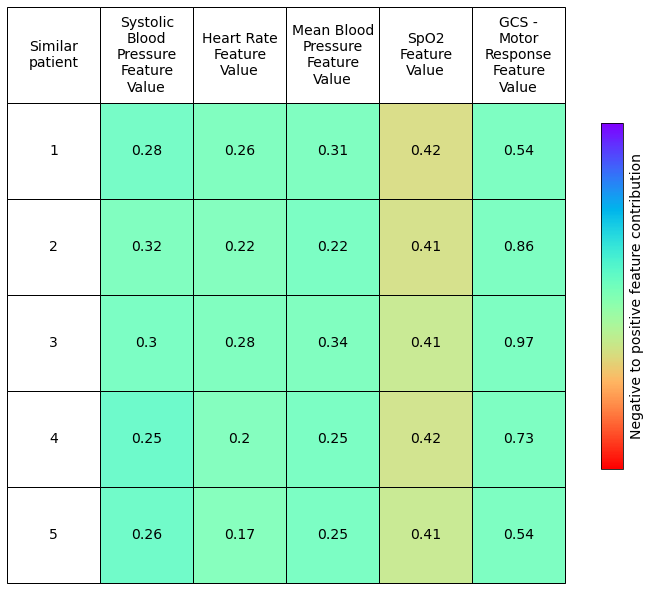 Similar
patient
Systolic
Blood
Pressure
Feature
Value
Heart Rate
Feature
Value
Mean Blood
Pressure
Feature
Value
SpO2
Feature
Value
GCS -
Motor
Response
Feature
Value
1 0.28 0.26 0.31 0.42 0.54
2 0.32 0.22 0.22 0.41 0.86
3 0.3 0.28 0.34 0.41 0.97
4 0.25 0.2 0.25 0.42 0.73
5 0.26 0.17 0.25 0.41 0.54
Negative to positive feature contribution